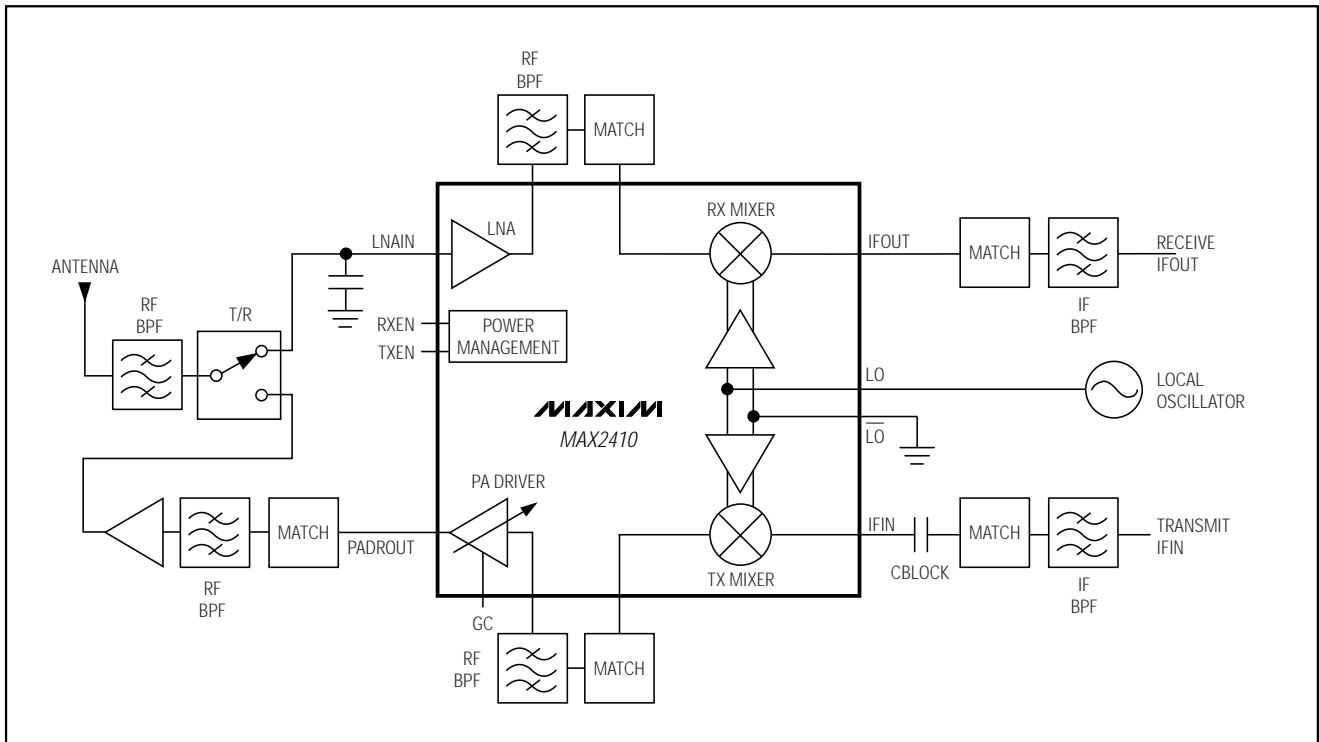 RF
BPF
MATCH
LNA
RX MIXER
LNAIN
IFOUT
MATCH
RECEIVE
IFOUT
ANTENNA
RF
BPF
T/R
IF
BPF
RXEN
TXEN
POWER
MANAGEMENT
LO
LOCAL
OSCILLATOR
MAXIM
MAX2410
LO
PA DRIVER
MATCH
PADROUT
IFIN
MATCH
TRANSMIT
IFIN
CBLOCK
TX MIXER
RF
BPF
IF
BPF
GC
RF
BPF
MATCH